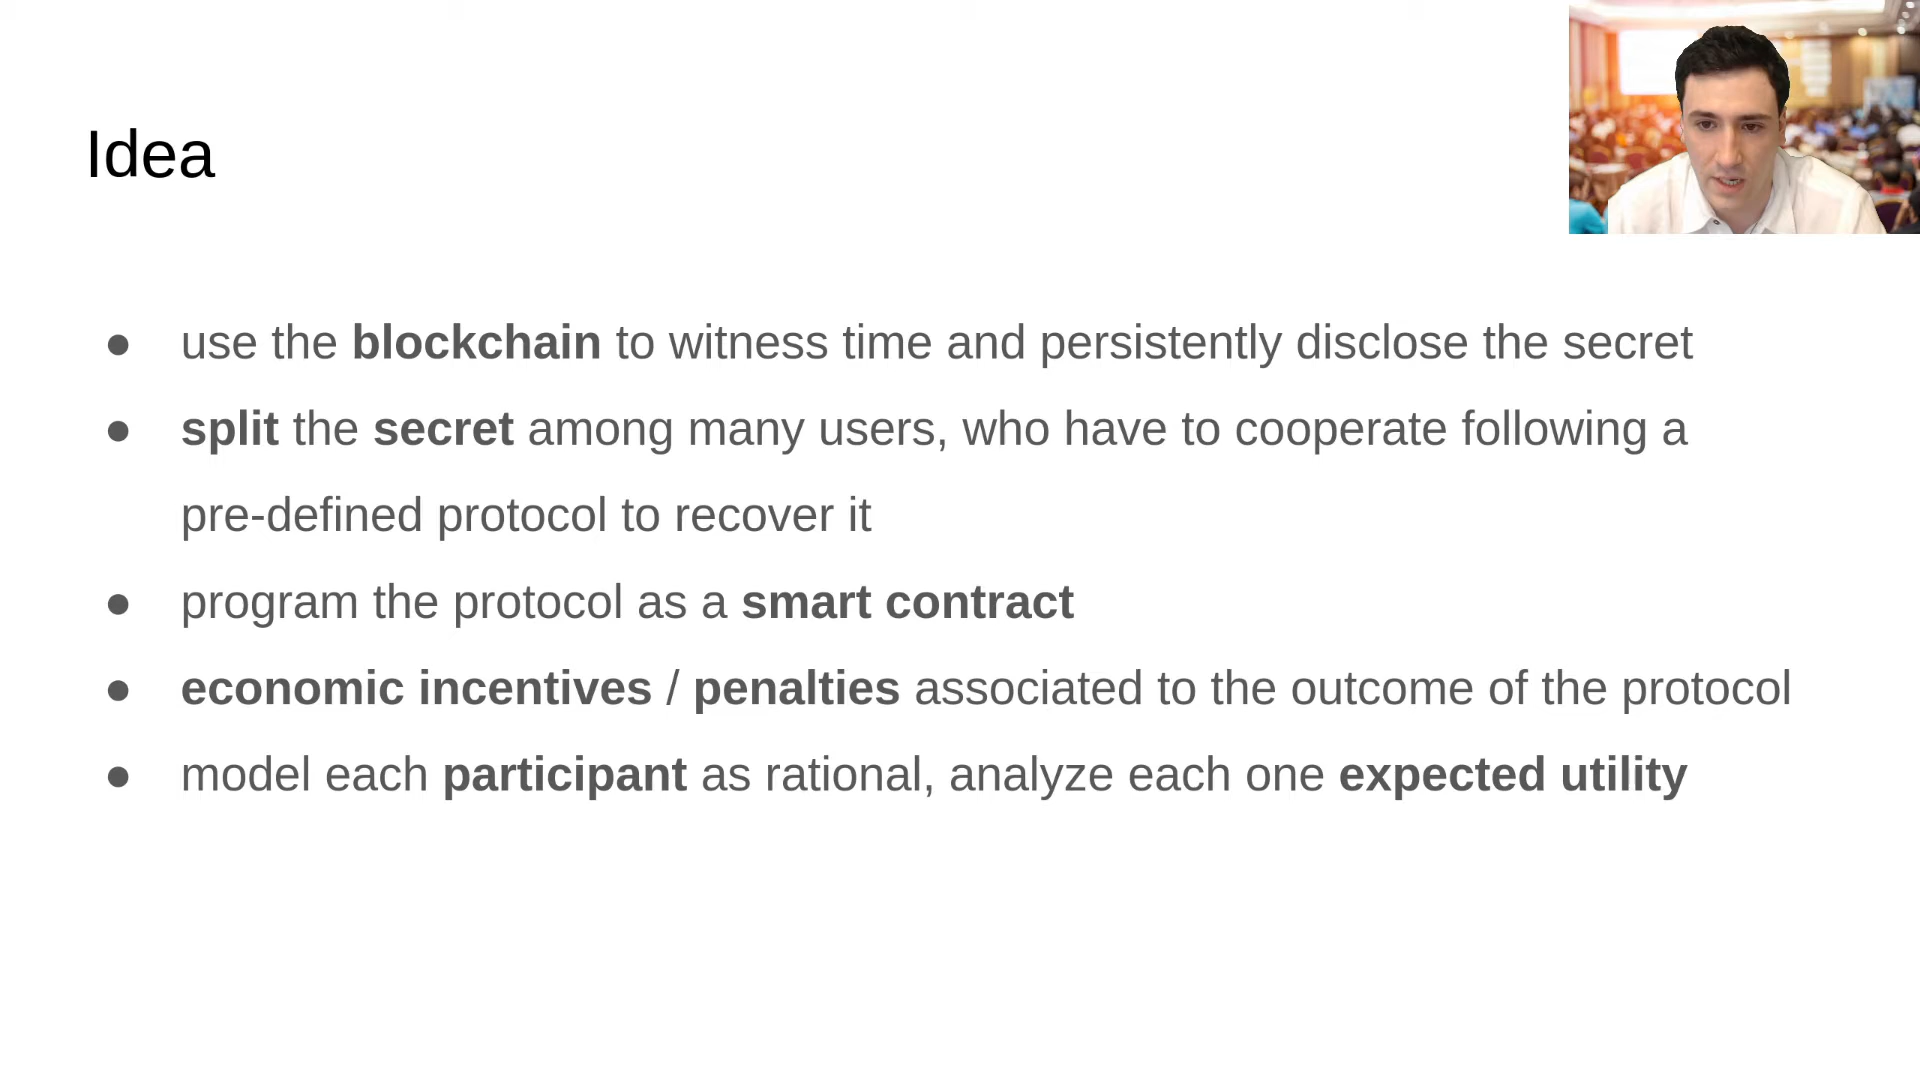 Idea
● use the blockchain to witness time and persistently disclose the secret
● split the secret among many users, who have to cooperate following a
pre-defined protocol to recover it
● program the protocol as a smart contract
● economic incentives / penalties associated to the outcome of the protocol
● model each participant as rational, analyze each one expected utility